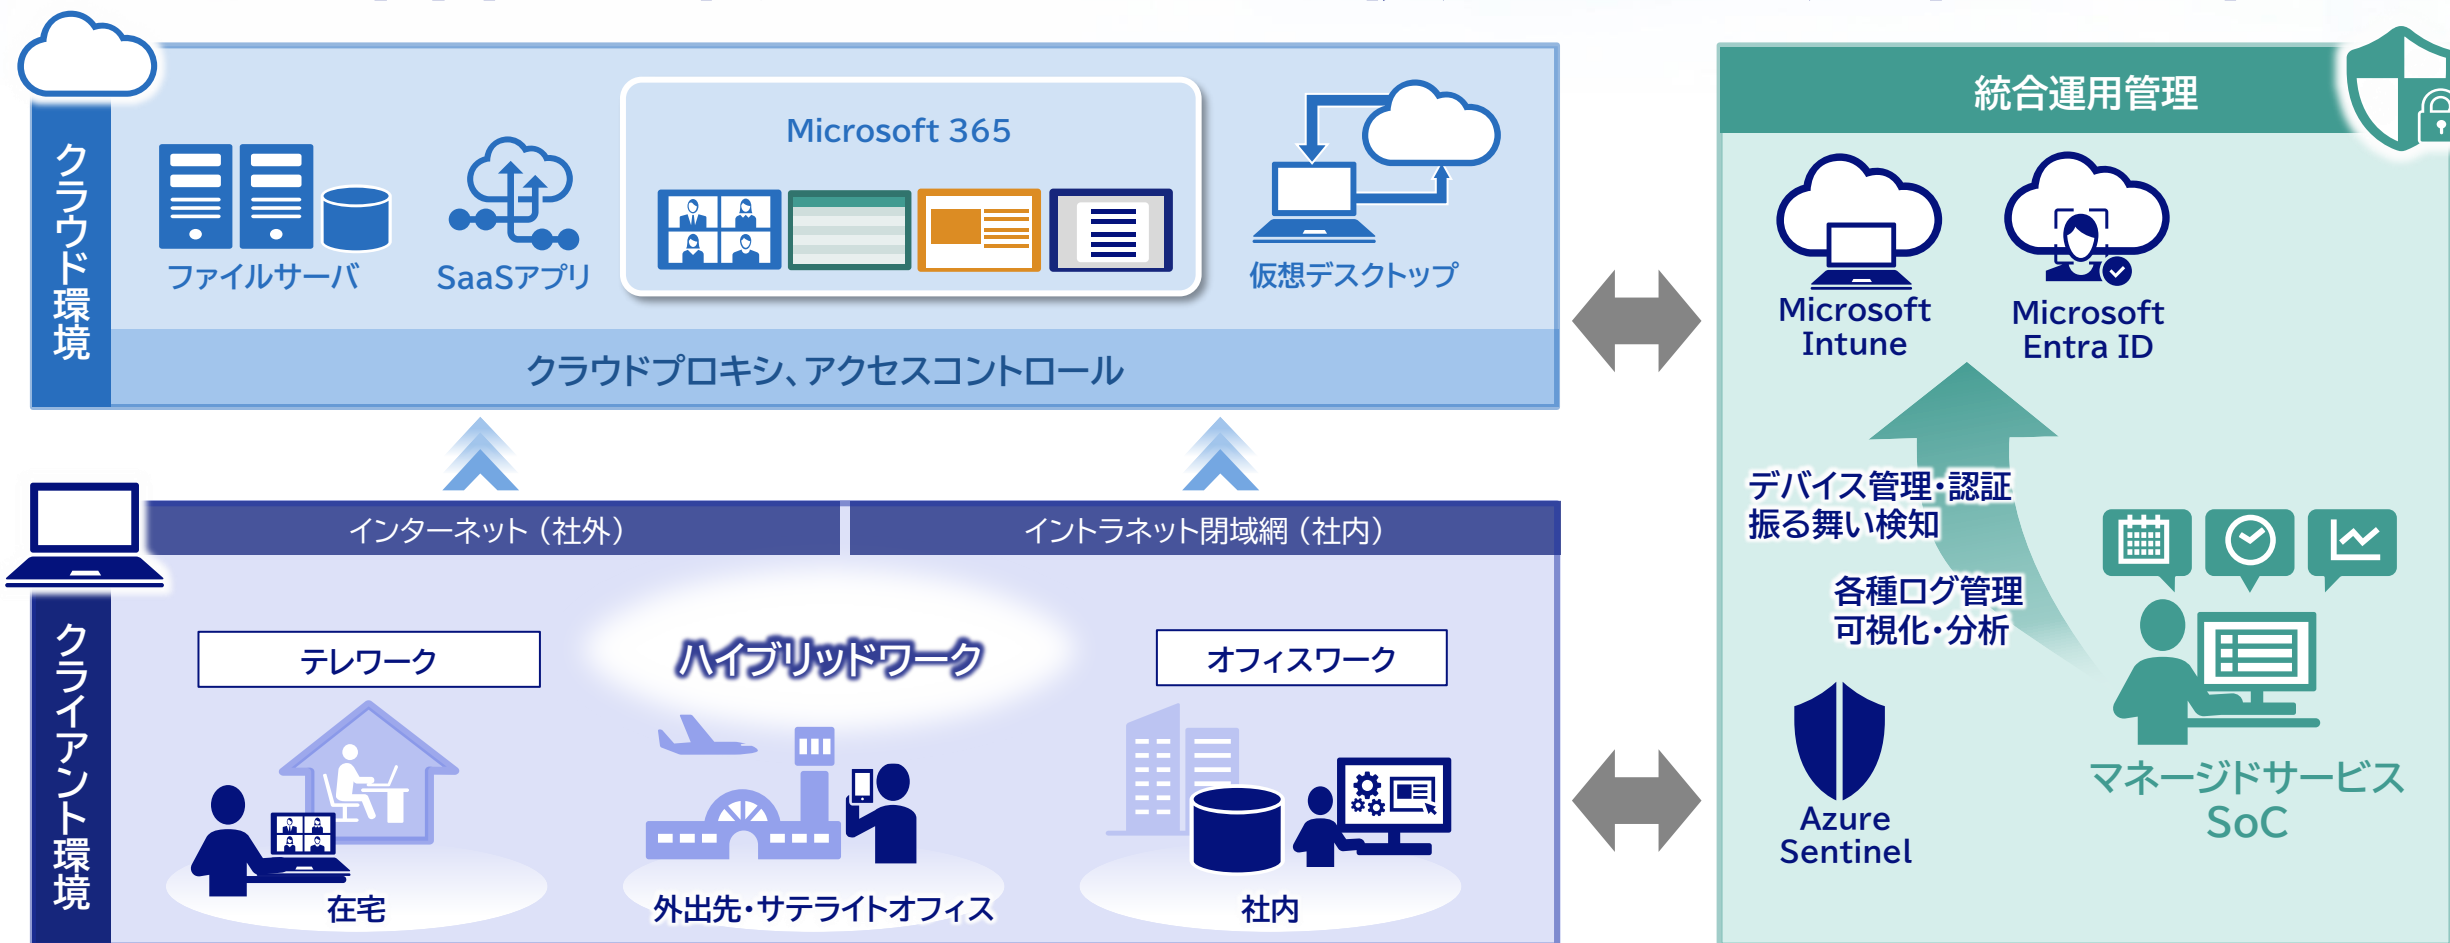 クラウド環境
ファイルサーバ
SaaSアプリ
Microsoft 365
仮想デスクトップ
クラウドプロキシ、アクセスコントロール
クライアント環境
インターネット（社外）
イントラネット閉域網（社内）
テレワーク
ハイブリッドワーク
オフィスワーク
在宅
外出先・サテライトオフィス
社内
統合運用管理
Microsoft
Intune
Microsoft
Entra ID
デバイス管理・認証
振る舞い検知
各種ログ管理
可視化・分析
Azure
Sentinel
マネージドサービス
SoC